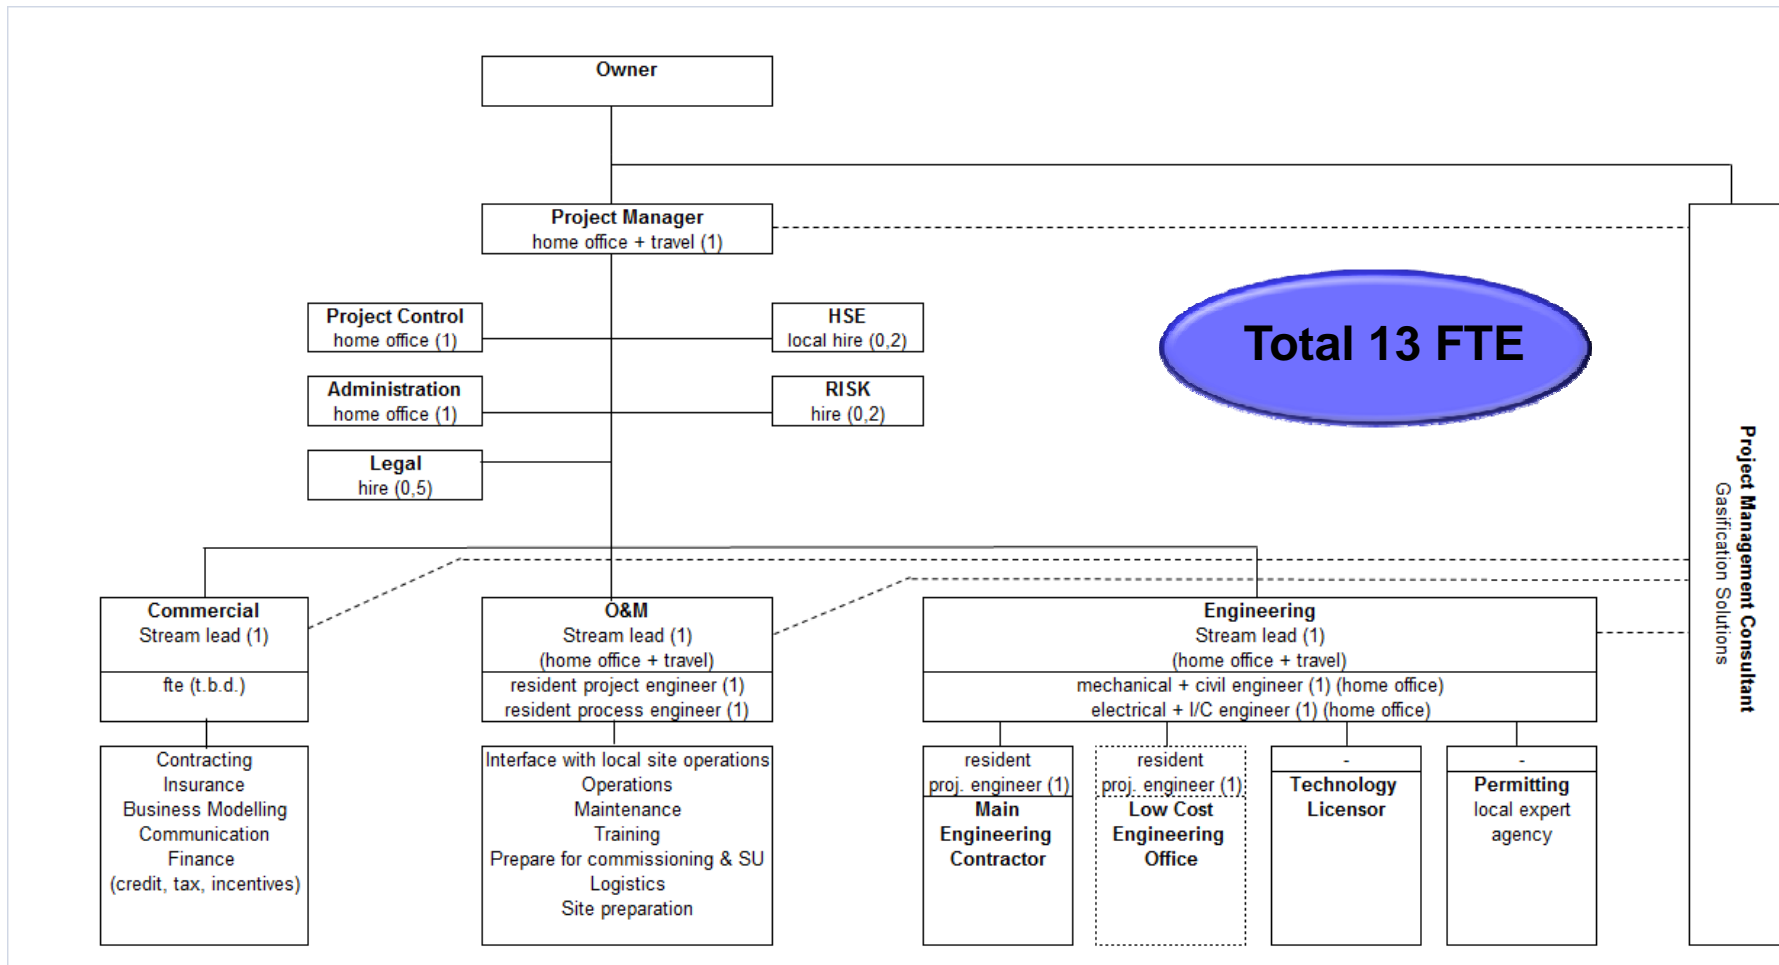 Owner
Project Manager
home office + travel (1)
Project Control
home office (1)
HSE
local hire (0,2)
Total 13 FTE
Administration
home office (1)
RISK
hire (0,2)
Legal
hire (0,5)
Project Management Consultant
Gasification Solutions
Commercial
Stream lead (1)
fte (t.b.d.)
Contracting
Insurance
Business Modelling
Communication
Finance
(credit, tax, incentives)
O&M
Stream lead (1)
(home office + travel)
resident project engineer (1)
resident process engineer (1)
Interface with local site operations
Operations
Maintenance
Training
Prepare for commissioning & SU
Logistics
Site preparation
Engineering
Stream lead (1)
(home office + travel)
mechanical + civil engineer (1) (home office)
electrical + I/C engineer (1) (home office)
resident
proj. engineer (1)
Main
Engineering
Contractor
resident
proj. engineer (1)
Low Cost
Engineering
Office
-
Technology
Licensor
-
Permitting
local expert
agency